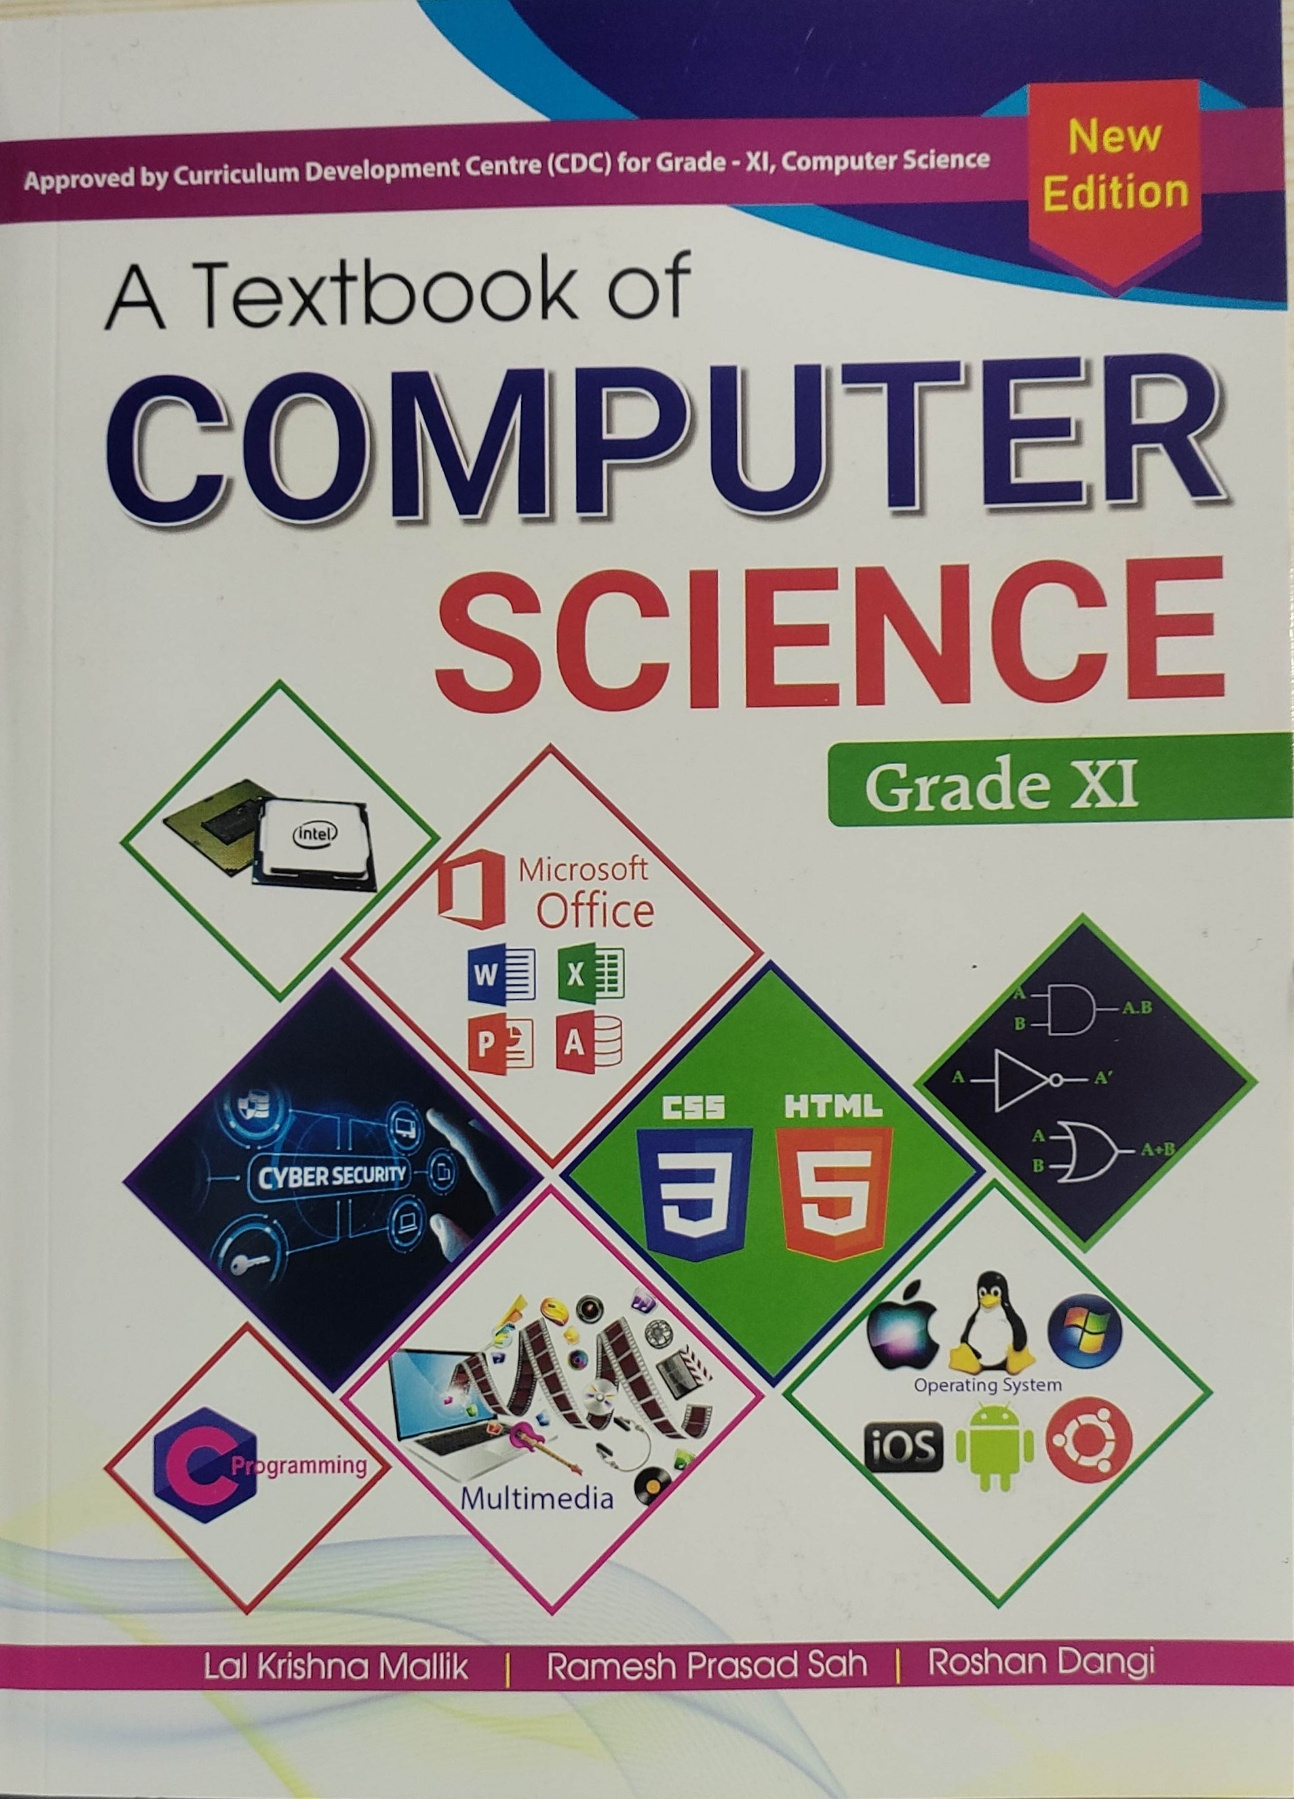 Approved by Curriculum Development Centre (CDC) for Grade - XI, Computer Science
New
Edition
A Textbook of
COMPUTER
SCIENCE
Grade XI
intel
Microsoft
Office
W
X
P
A
A
B
A.B
A
A'
A
B
A+B
CSS
HTML
3
5
CYBER SECURITY
Operating System
iOS
C
Programming
Multimedia
Lal Krishna Mallik | Ramesh Prasad Sah | Roshan Dangi